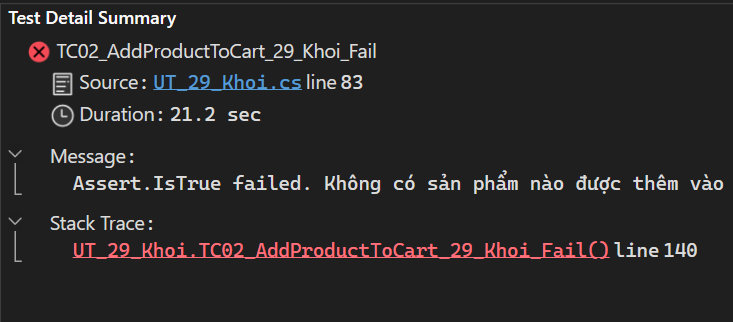 Test Detail Summary
TC02_AddProductToCart_29_Khoi_Fail
Source: UT_29_Khoi.cs line 83
Duration: 21.2 sec
Message:
Assert.IsTrue failed. Không có sản phẩm nào được thêm vào
Stack Trace:
UT_29_Khoi.TC02_AddProductToCart_29_Khoi_Fail() line 140